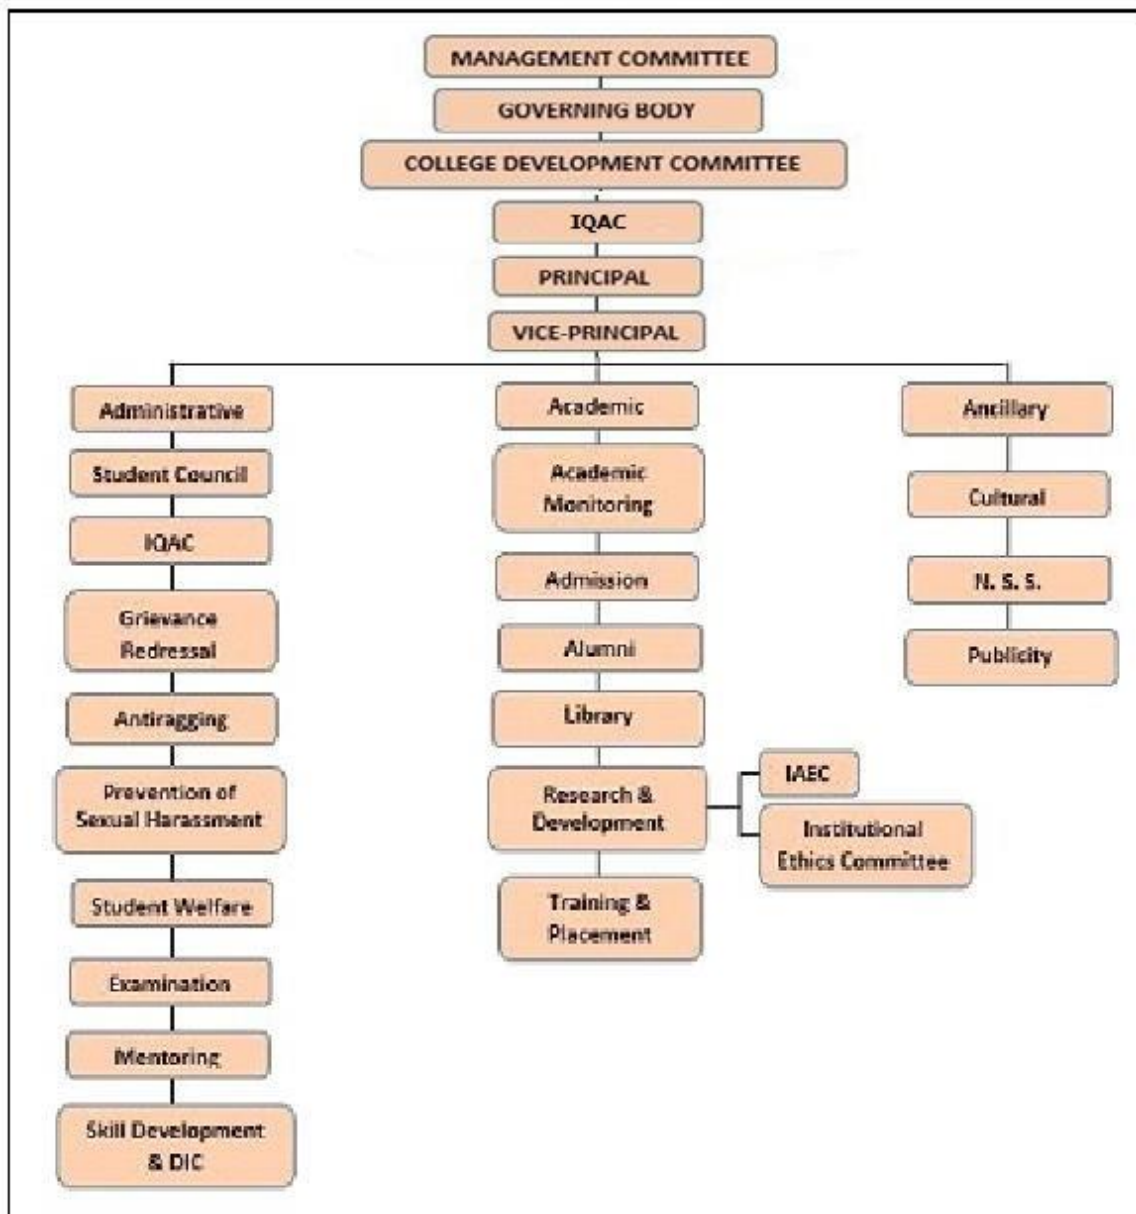 MANAGEMENT COMMITTEE
GOVERNING BODY
COLLEGE DEVELOPMENT COMMITTEE
IQAC
PRINCIPAL
VICE-PRINCIPAL
Administrative
Student Council
IQAC
Grievance
Redressal
Antiragging
Prevention of
Sexual Harassment
Student Welfare
Examination
Mentoring
Skill Development
& DIC
Academic
Academic
Monitoring
Admission
Alumni
Library
Research &
Development
IAEC
Institutional
Ethics Committee
Training &
Placement
Ancillary
Cultural
N. S. S.
Publicity